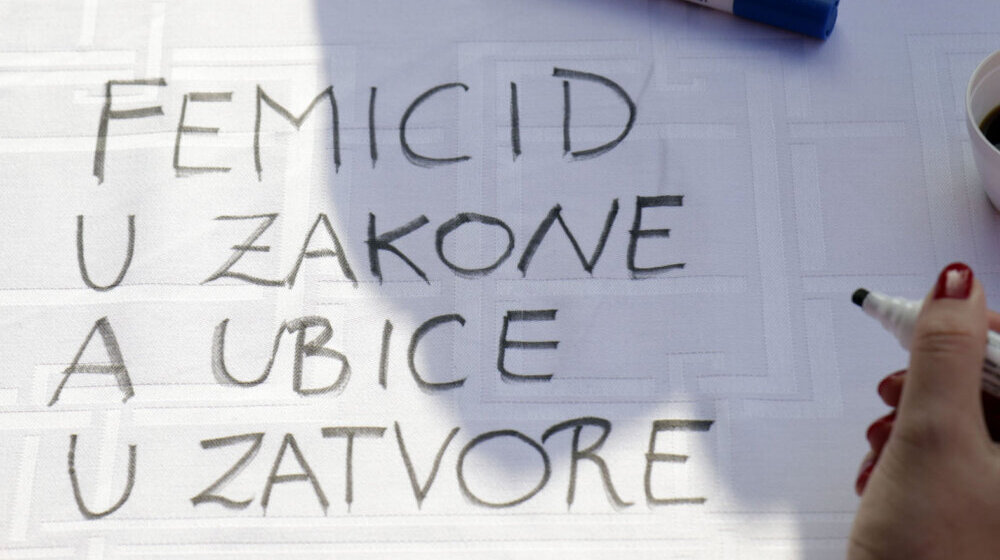 FEMICID
U ZAKONE
A UBICE
U ZATVORE